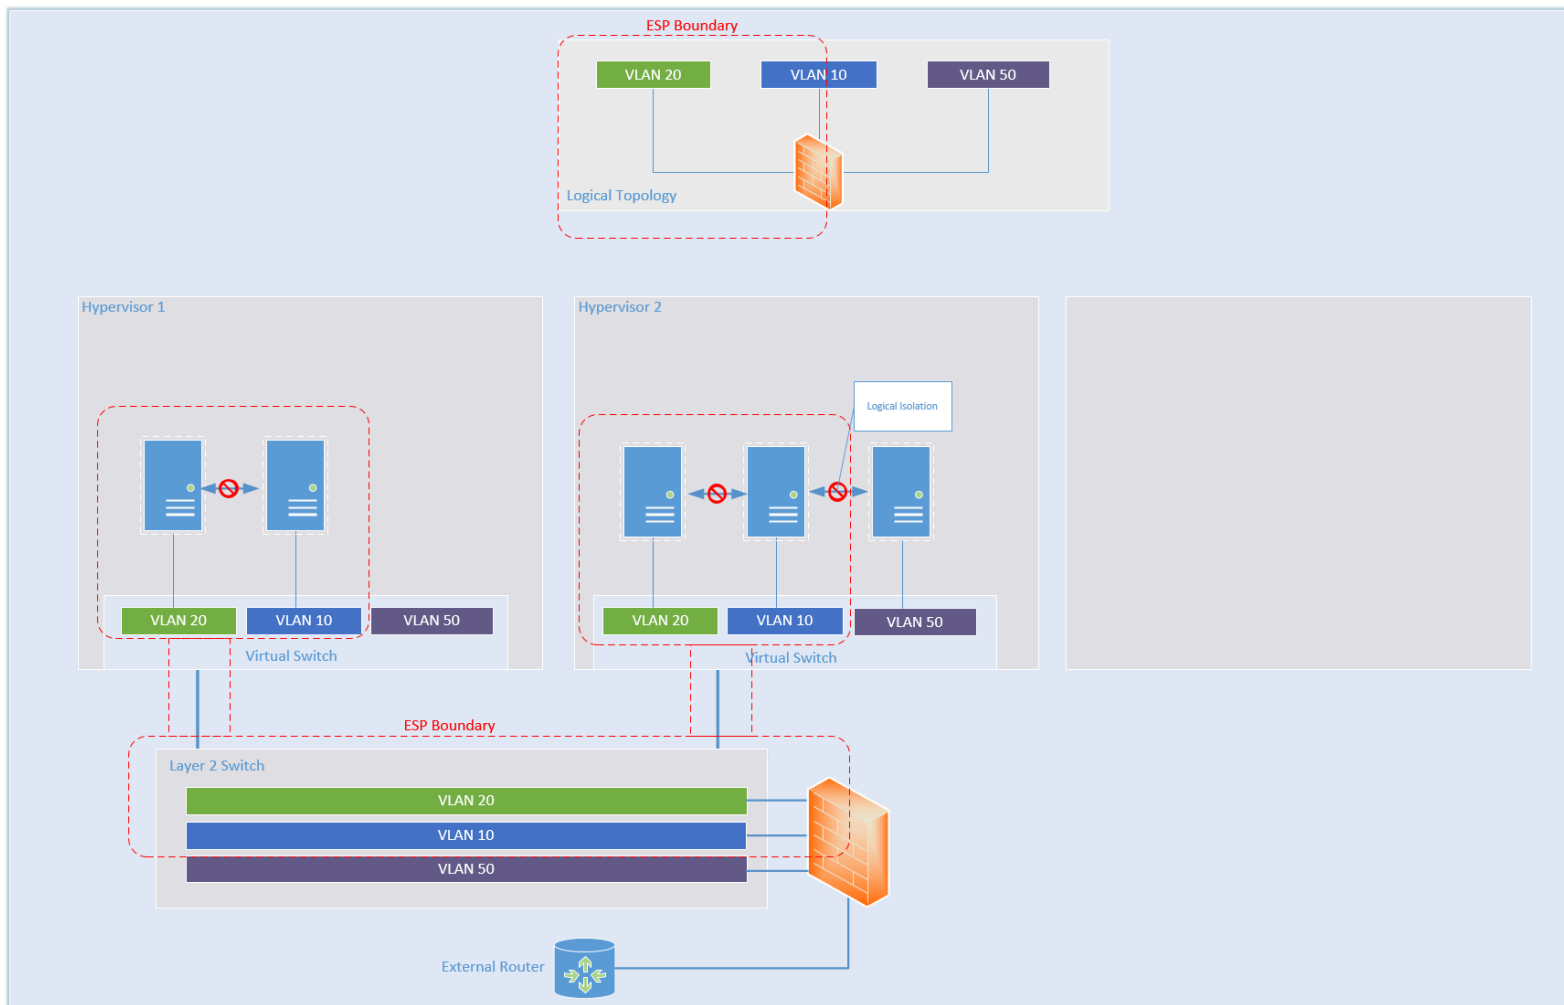 ESP Boundary
VLAN 20
VLAN 10
VLAN 50
Logical Topology
Hypervisor 1
Hypervisor 2
Logical Isolation
VLAN 20
VLAN 10
VLAN 50
Virtual Switch
VLAN 20
VLAN 10
VLAN 50
Virtual Switch
ESP Boundary
Layer 2 Switch
VLAN 20
VLAN 10
VLAN 50
External Router